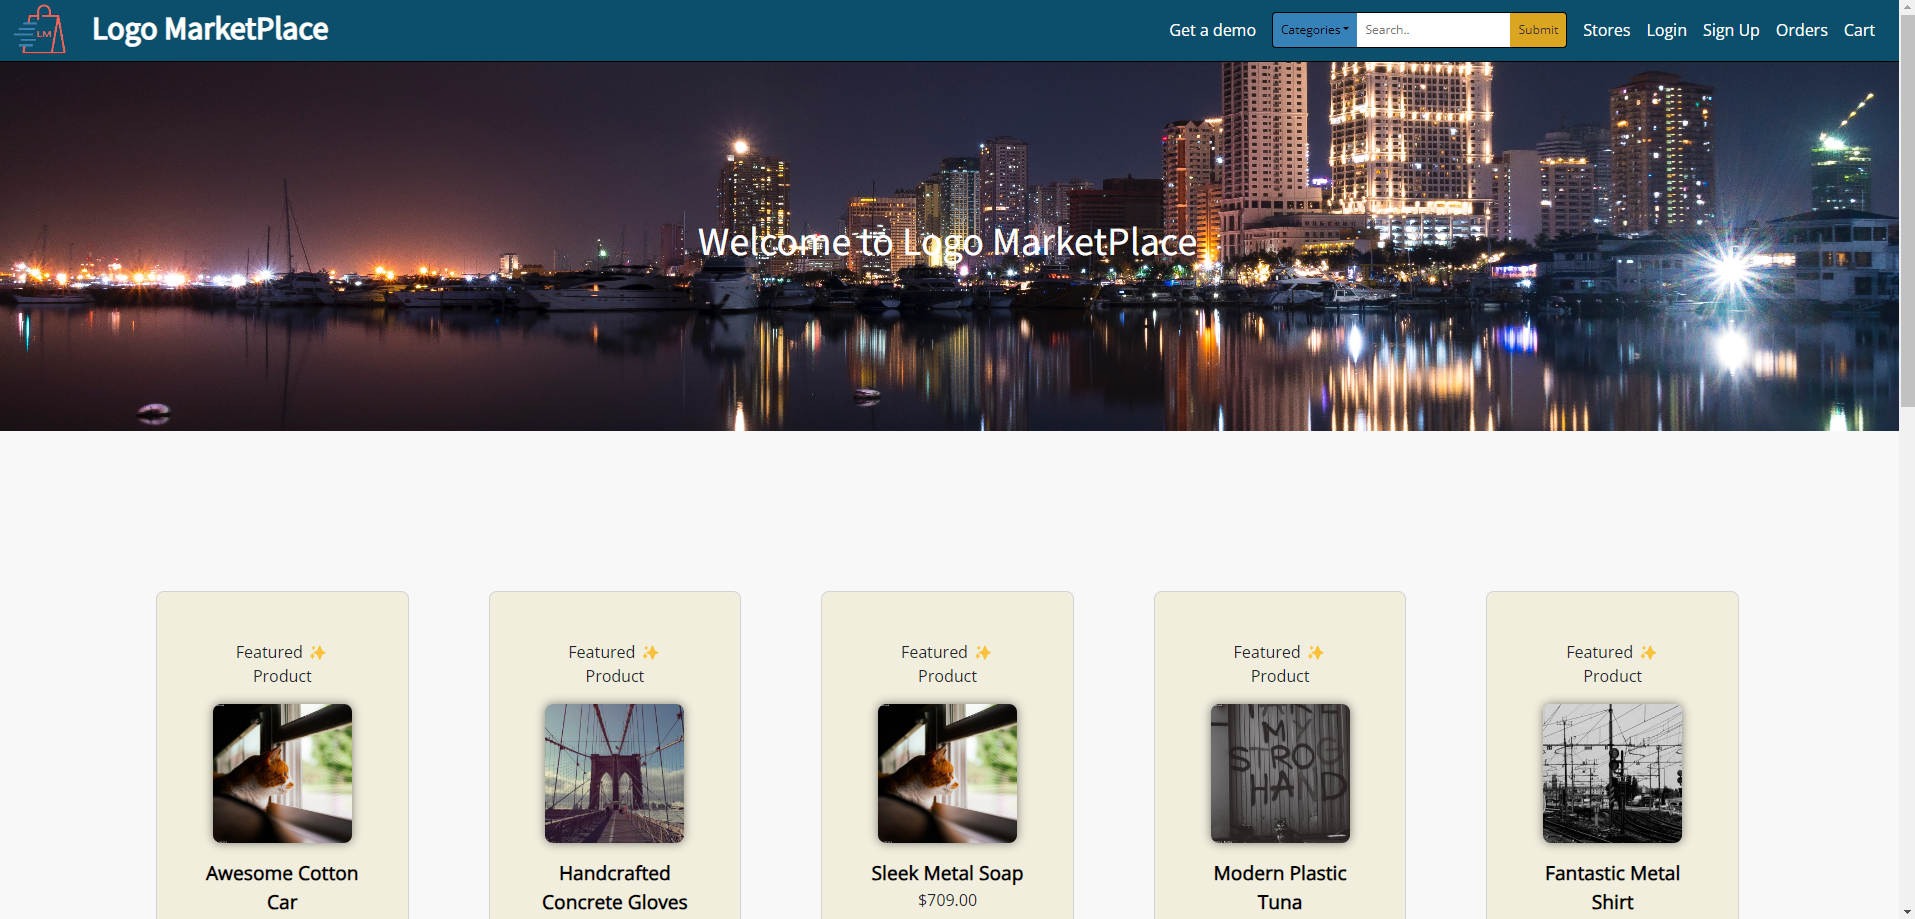 LM
Logo MarketPlace
Get a demo
Categories
Search..
Submit
Stores
Login
Sign Up
Orders
Cart
Welcome to Logo MarketPlace
Featured ✨
Product
Awesome Cotton
Car
Featured ✨
Product
Handcrafted
Concrete Gloves
Featured ✨
Product
Sleek Metal Soap
$709.00
Featured ✨
Product
MY
STROG
HAND
Modern Plastic
Tuna
Featured ✨
Product
Fantastic Metal
Shirt